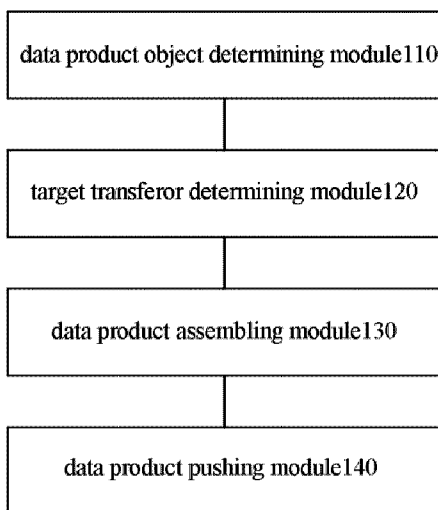 data product object determining module110
target transferor determining module120
data product assembling module130
data product pushing module140